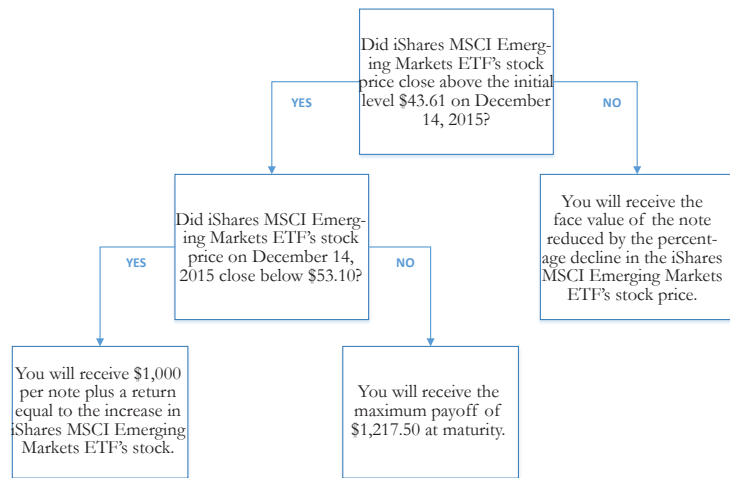 Did iShares MSCI Emerg-
ing Markets ETF's stock
price close above the initial
level $43.61 on December
14, 2015?
YES
NO
Did iShares MSCI Emerg-
ing Markets ETF's stock
price on December 14,
2015 close below $53.10?
You will receive the
face value of the note
reduced by the percent-
age decline in the iShares
MSCI Emerging Markets
ETF's stock price.
YES
NO
You will receive $1,000
per note plus a return
equal to the increase in
iShares MSCI Emerging
Markets ETF's stock.
You will receive the
maximum payoff of
$1,217.50 at maturity.